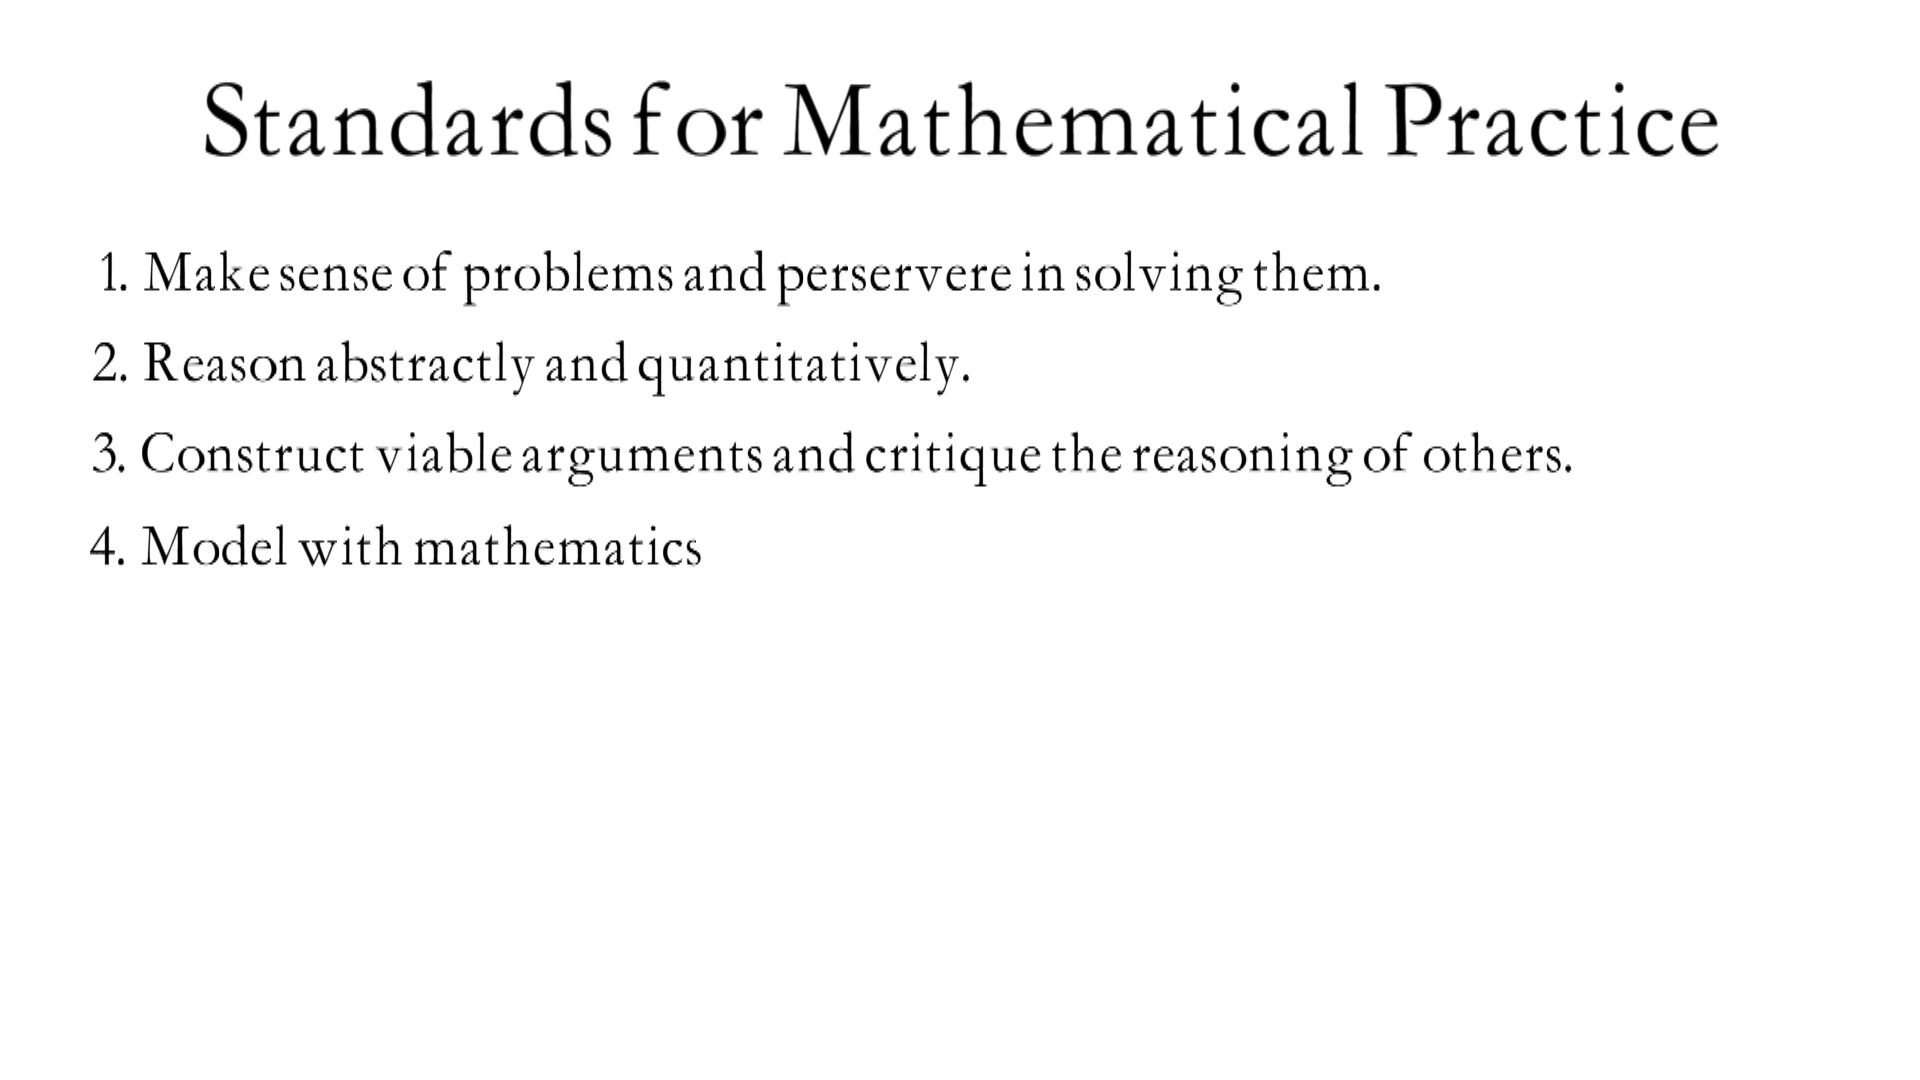 Standards for Mathematical Practice
1. Make sense of problems and perservere in solving them.
2. Reason abstractly and quantitatively.
3. Construct viable arguments and critique the reasoning of others.
4. Model with mathematics